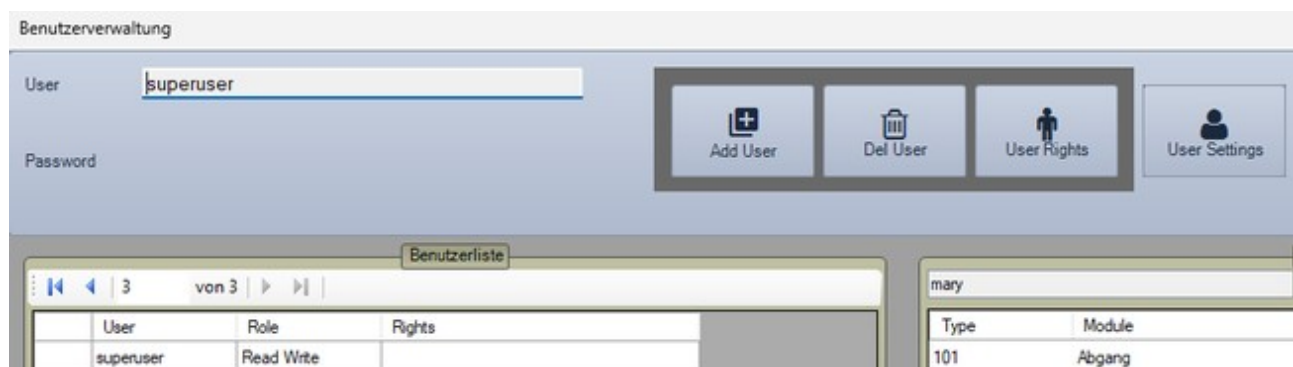 Benutzerverwaltung
User superuser
Add User Del User User Rights User Settings
Password
Benutzerliste
3 von 3
mary
User Role Rights
Type Module
superuser Read Write
101 Abgang